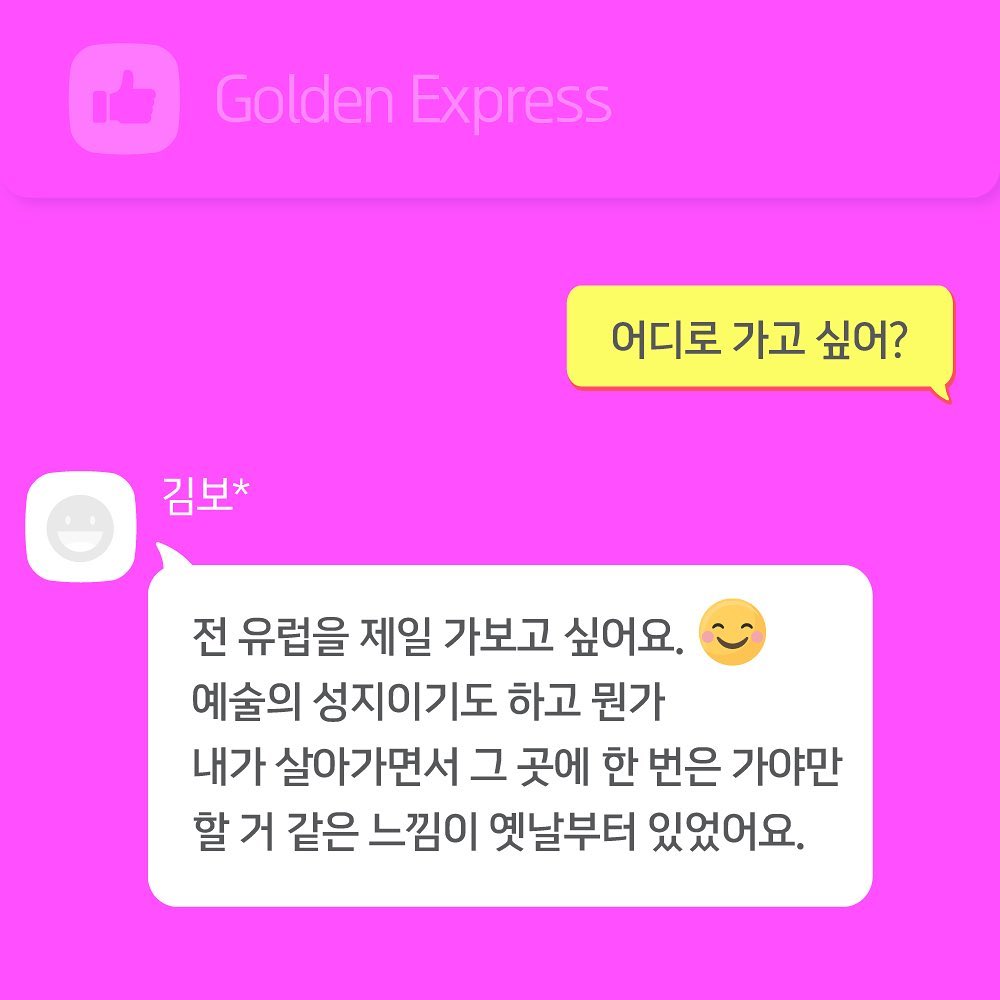 Golden Express
어디로 가고 싶어?
김보*
전 유럽을 제일 가보고 싶어요. 😊
예술의 성지이기도 하고 뭔가
내가 살아가면서 그 곳에 한 번은 가야만
할 거 같은 느낌이 옛날부터 있었어요.